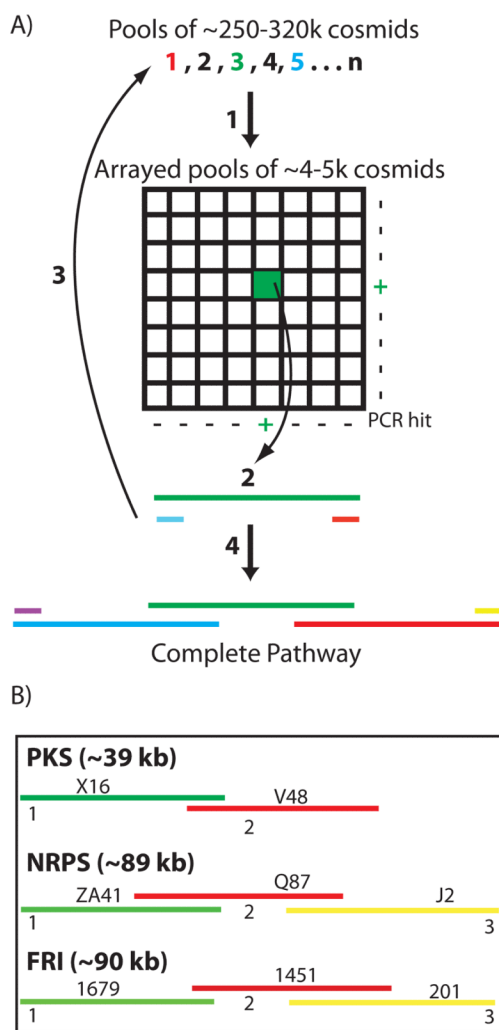 A)
Pools of ~250-320k cosmids
1 , 2 , 3 , 4, 5 . . . n
1
Arrayed pools of ~4-5k cosmids
-
-
-
+
-
-
-
-
3
- - - - + - - - PCR hit
2
4
Complete Pathway
B)
PKS (~39 kb)
X16
V48
1
2
NRPS (~89 kb)
ZA41
Q87
J2
1
2
3
FRI (~90 kb)
1679
1451
201
1
2
3